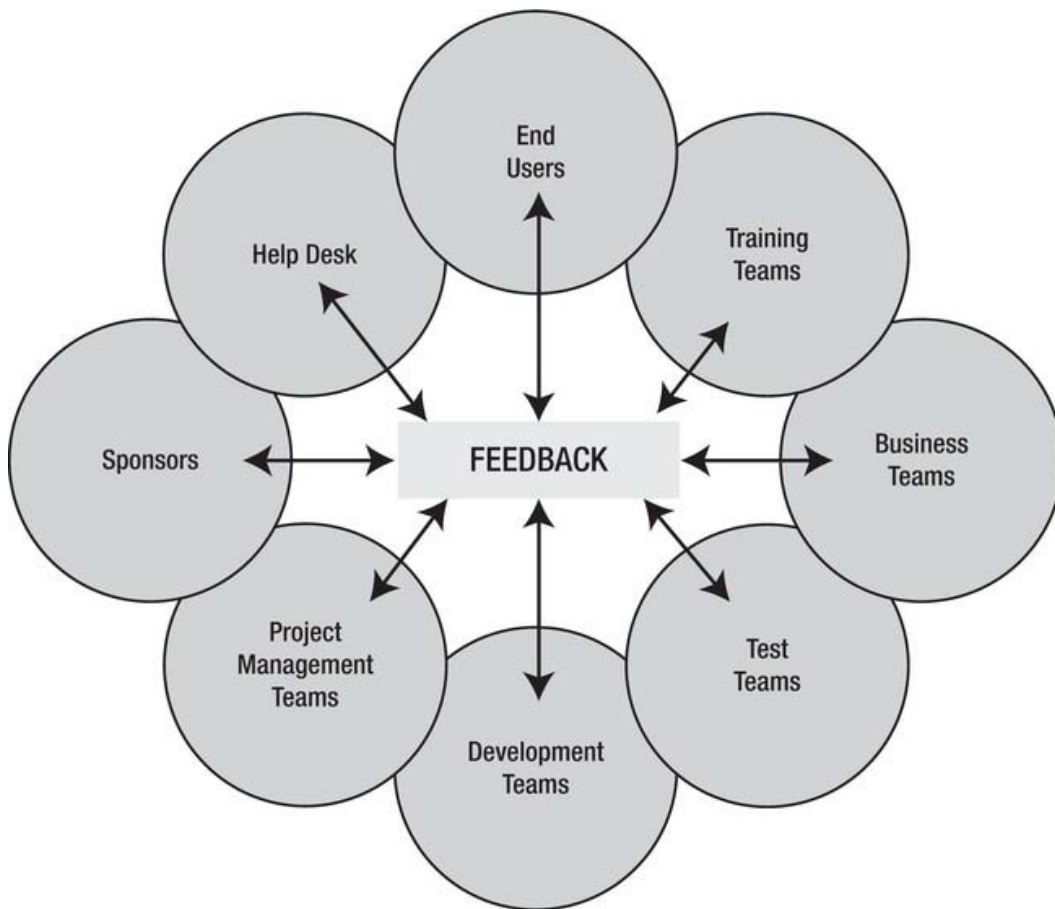 End
Users
Help Desk
Training
Teams
Sponsors
FEEDBACK
Business
Teams
Project
Management
Teams
Test
Teams
Development
Teams